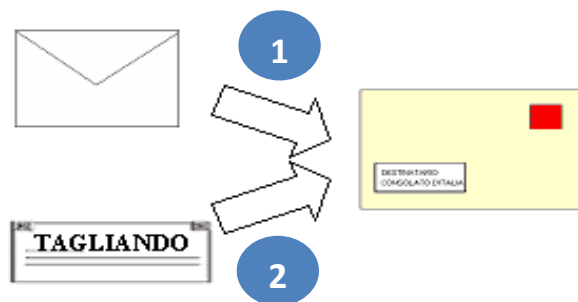 1
DESTINATARIO
CONSOLATO D'ITALIA
TAGLIANDO
2